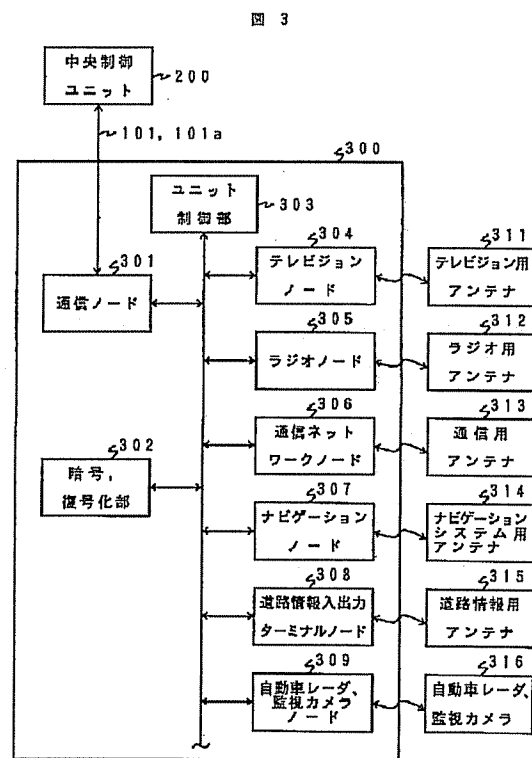 図 3
中央制御
ユニット
200
101, 101a
300
ユニット
制御部
303
301
通信ノード
302
暗号,
復号化部
304
テレビジョン
ノード
311
テレビジョン用
アンテナ
305
ラジオノード
312
ラジオ用
アンテナ
306
通信ネット
ワークノード
313
通信用
アンテナ
307
ナビゲーション
ノード
314
ナビゲーション
システム用
アンテナ
308
道路情報入出力
ターミナルノード
315
道路情報用
アンテナ
309
自動車レーダ、
監視カメラ
ノード
316
自動車レーダ、
監視カメラ